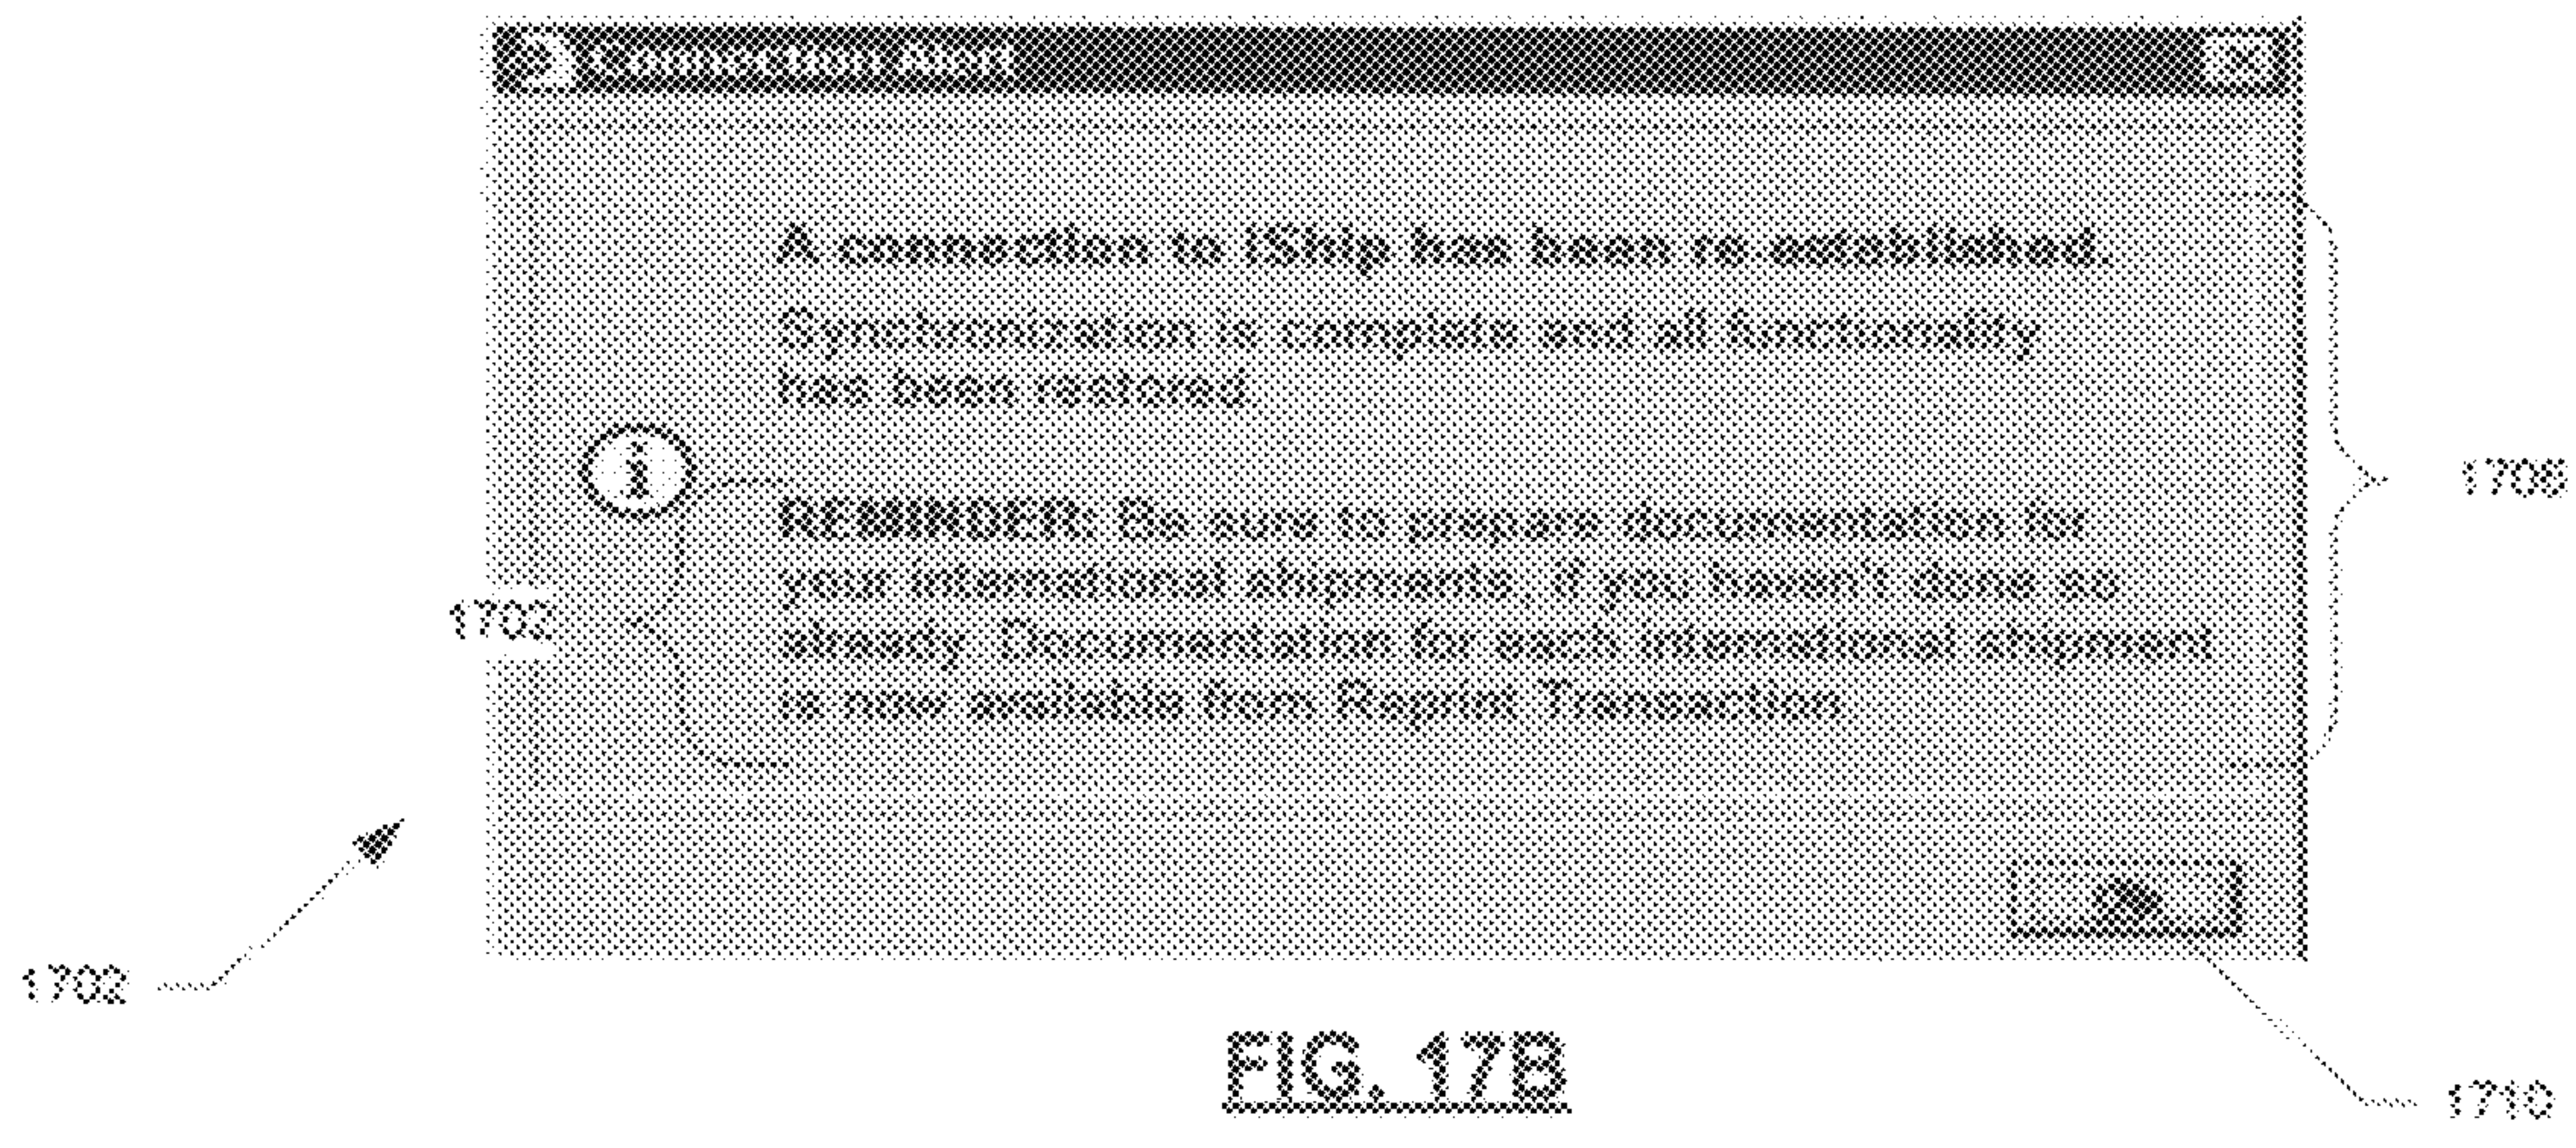 Connection Alert
A connection to iShip has been re-established.
Synchronization is complete and all functionality
has been restored.
REMINDER: Be sure to prepare documentation for
your international shipments, if you haven't done so
already. Documentation for each international shipment
is now available from Reprint Transaction.
1702
FIG. 17B
1710